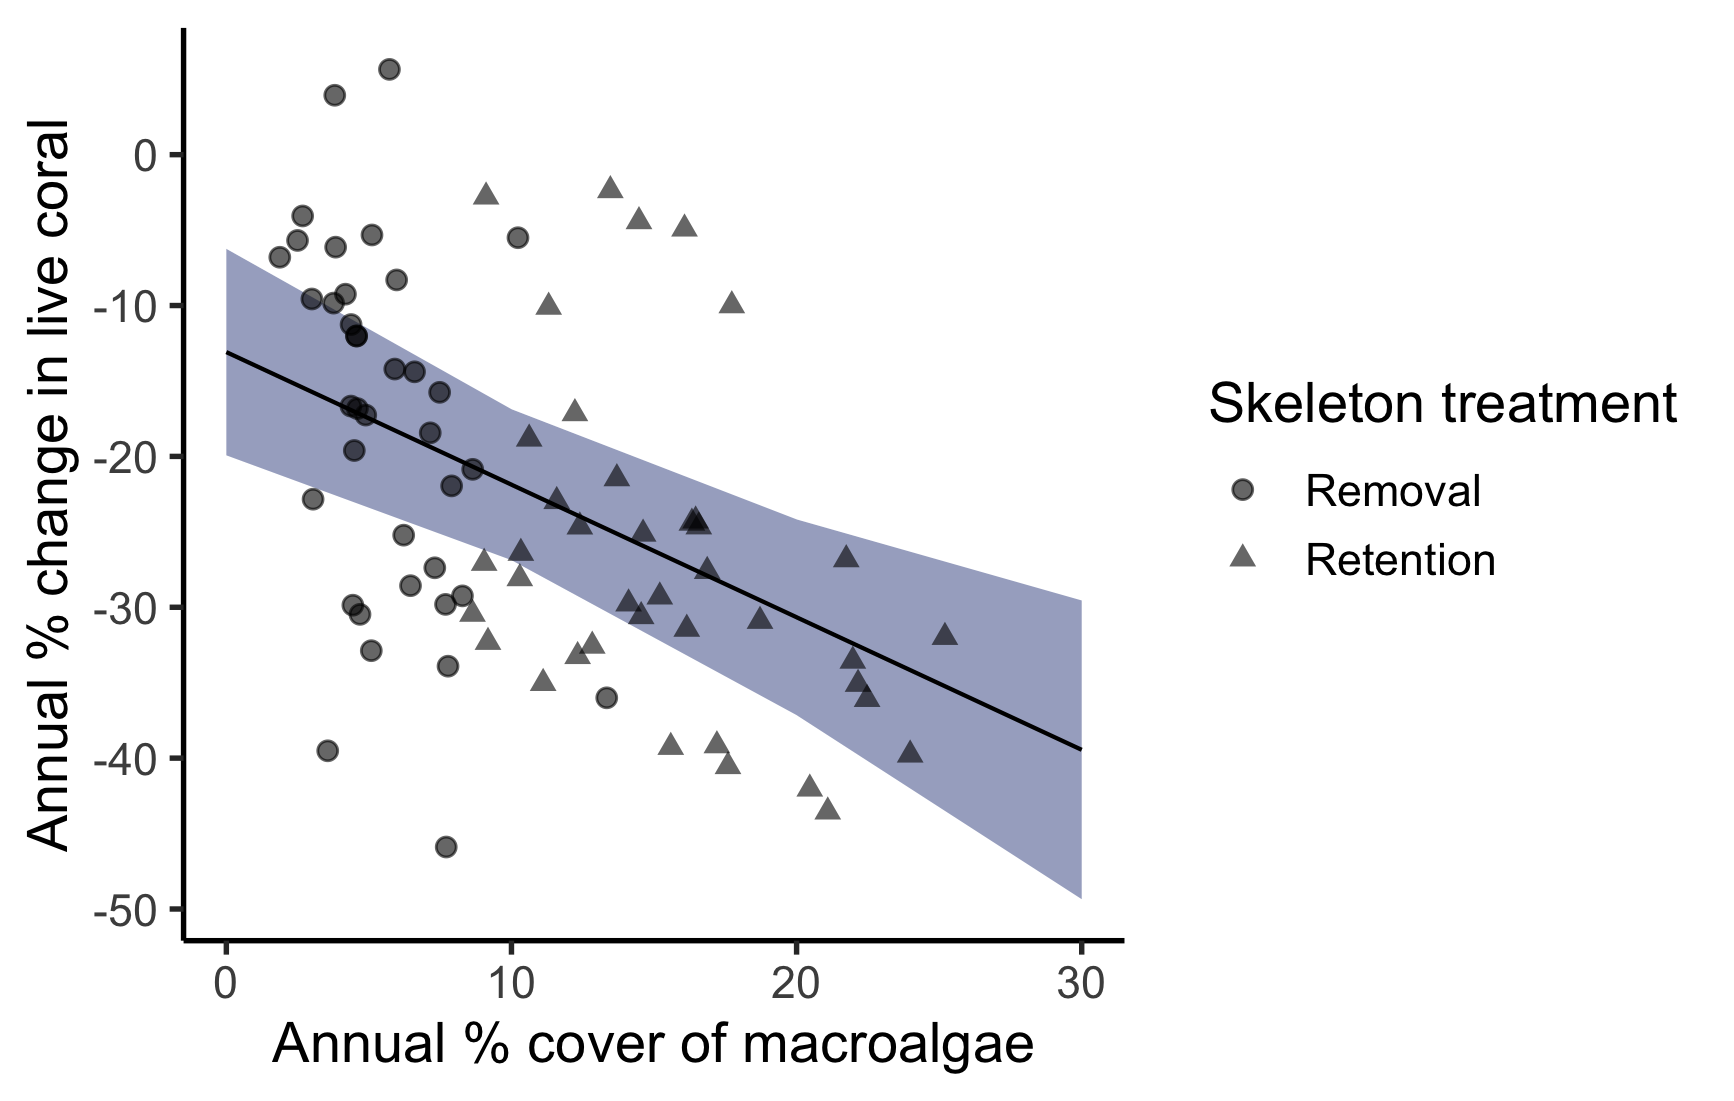 Annual % change in live coral
0
-10
-20
-30
-40
-50
0 10 20 30
Annual % cover of macroalgae
Skeleton treatment
Removal
Retention